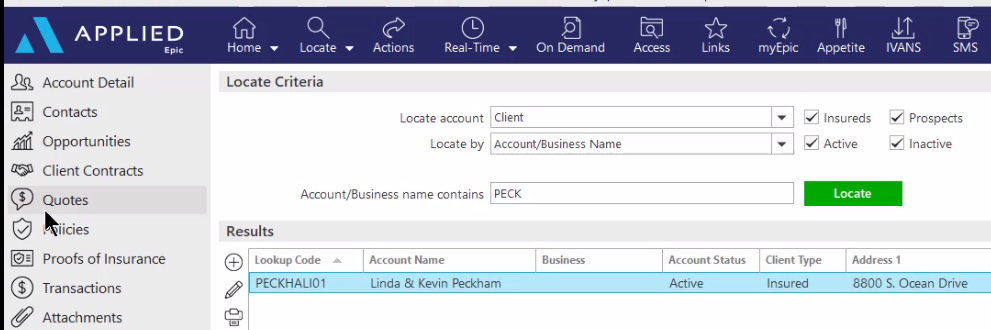 APPLIED
Epic
Home
Locate
Actions
Real-Time
On Demand
Access
Links
myEpic
Appetite
IVANS
SMS
Account Detail
Contacts
Opportunities
Client Contracts
Quotes
Policies
Proofs of Insurance
Transactions
Attachments
Locate Criteria
Locate account Client Insureds Prospects
Locate by Account/Business Name Active Inactive
Account/Business name contains PECK Locate
Results
Lookup Code Account Name Business Account Status Client Type Address 1
PECKHALI01 Linda & Kevin Peckham Active Insured 8800 S. Ocean Drive